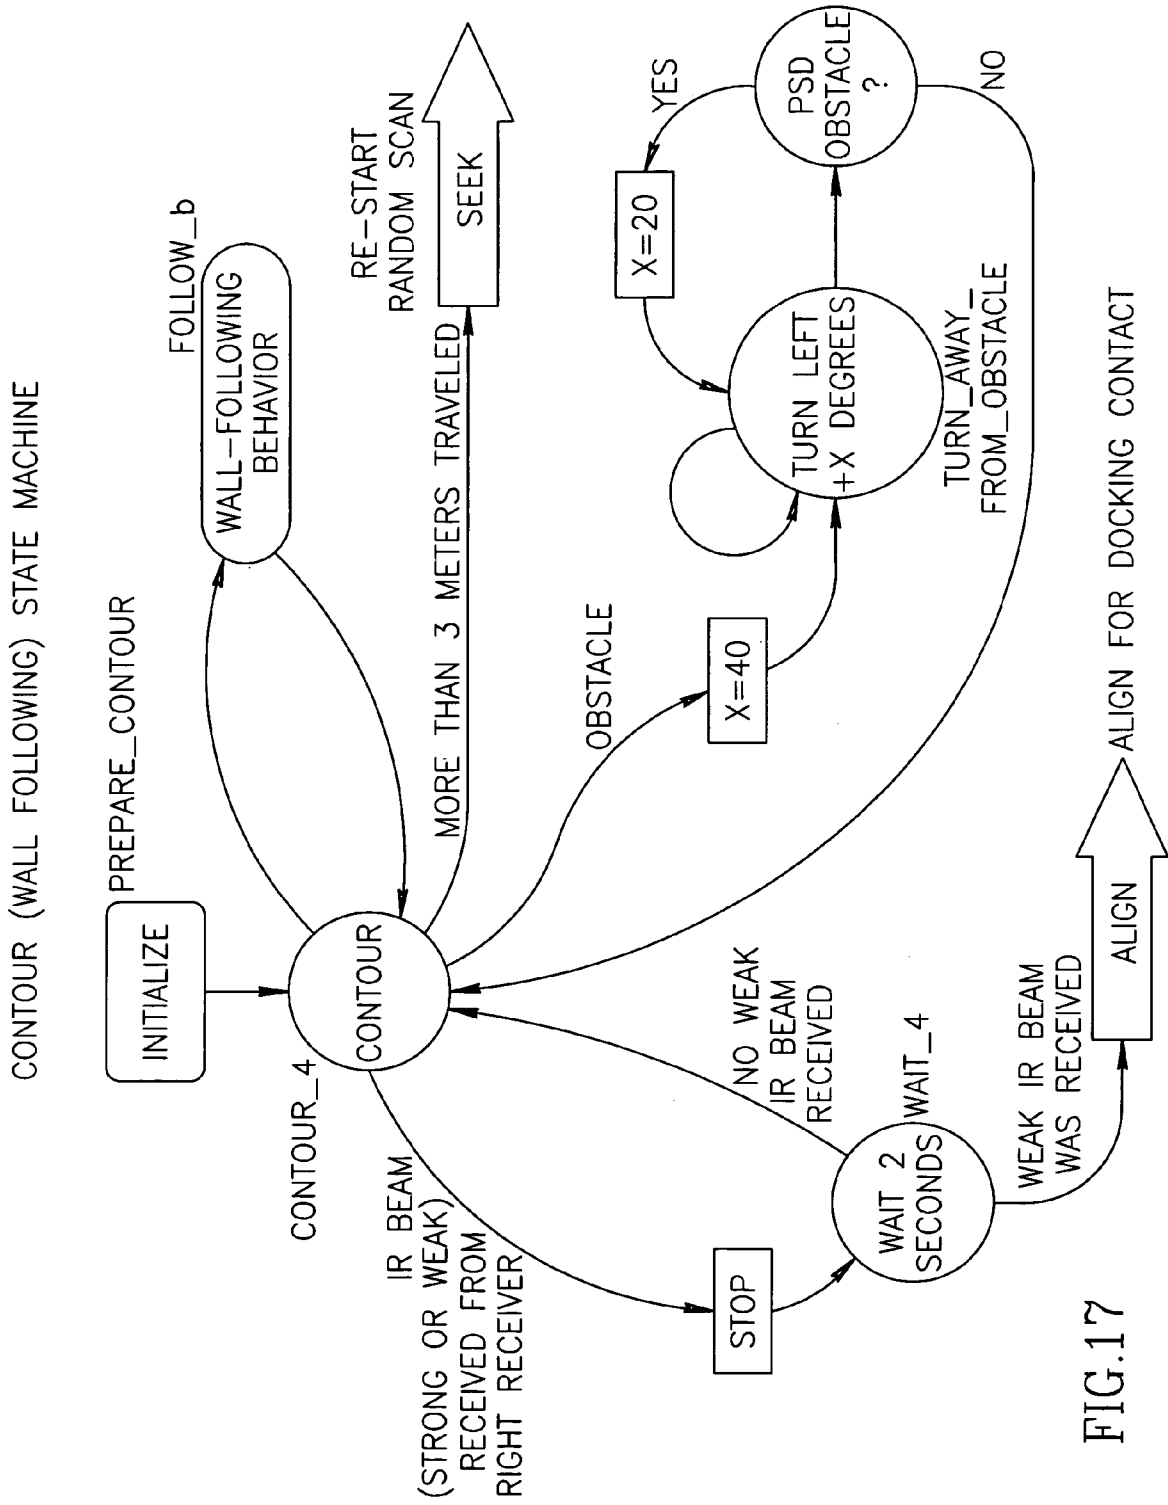 CONTOUR (WALL FOLLOWING) STATE MACHINE
PREPARE_CONTOUR
INITIALIZE
FOLLOW_b
WALL-FOLLOWING
BEHAVIOR
CONTOUR_4
CONTOUR
RE-START
RANDOM SCAN
SEEK
MORE THAN 3 METERS TRAVELED
IR BEAM
(STRONG OR WEAK)
RECEIVED FROM
RIGHT RECEIVER
OBSTACLE
X=40
X=20
YES
PSD
OBSTACLE
?
NO
TURN LEFT
+X DEGREES
TURN_AWAY_
FROM_OBSTACLE
STOP
NO WEAK
IR BEAM
RECEIVED
WAIT 2
SECONDS
WAIT_4
WEAK IR BEAM
WAS RECEIVED
ALIGN
ALIGN FOR DOCKING CONTACT
FIG.17